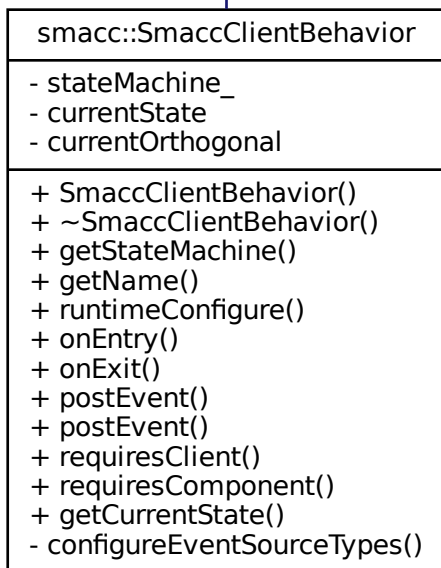 smacc::SmaccClientBehavior
- stateMachine_
- currentState
- currentOrthogonal
+ SmaccClientBehavior()
+ ~SmaccClientBehavior()
+ getStateMachine()
+ getName()
+ runtimeConfigure()
+ onEntry()
+ onExit()
+ postEvent()
+ postEvent()
+ requiresClient()
+ requiresComponent()
+ getCurrentState()
- configureEventSourceTypes()